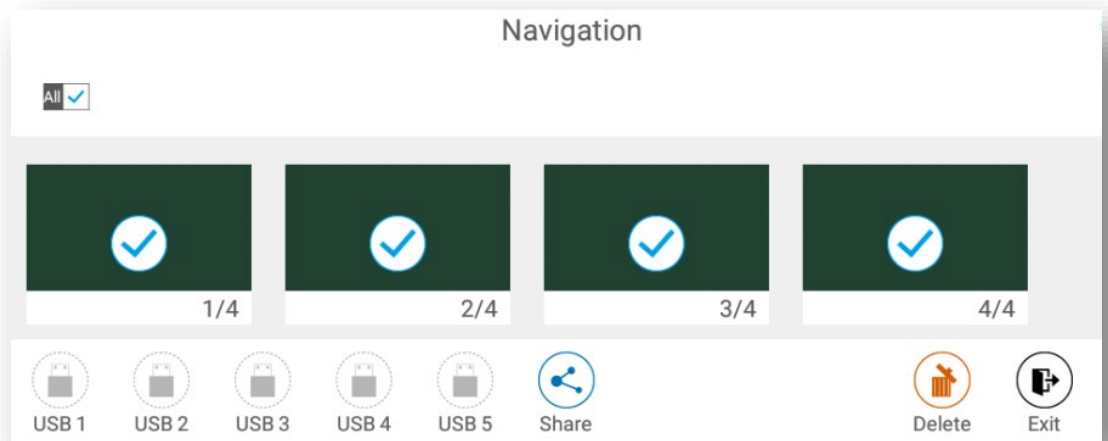 Navigation
All
1/4 2/4 3/4 4/4
USB 1 USB 2 USB 3 USB 4 USB 5 Share Delete Exit